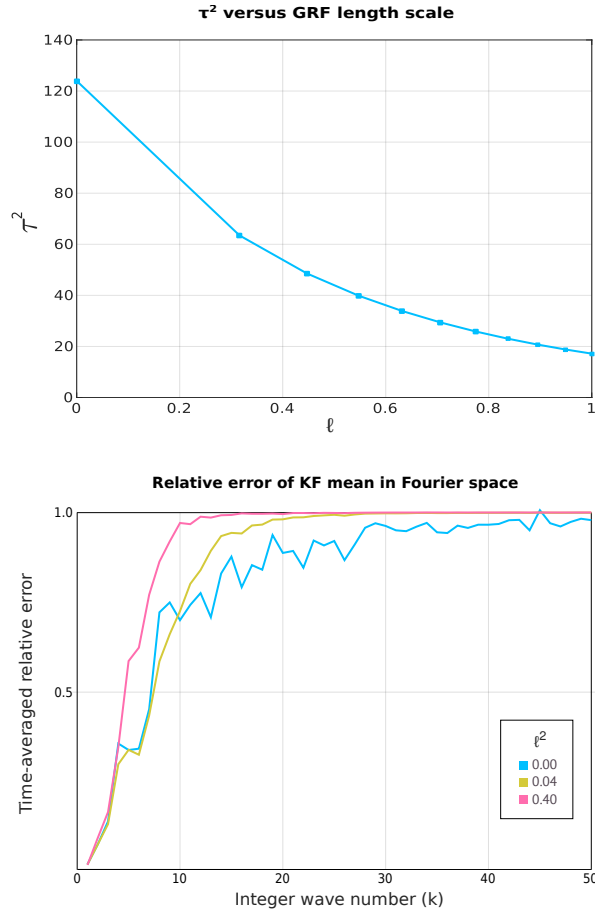 τ² versus GRF length scale
140
120
100
80
60
40
20
0
τ²
0 0.2 0.4 0.6 0.8 1
ℓ
Relative error of KF mean in Fourier space
1.0
0.5
0
Time-averaged relative error
ℓ²
0.00
0.04
0.40
0 10 20 30 40 50
Integer wave number (k)